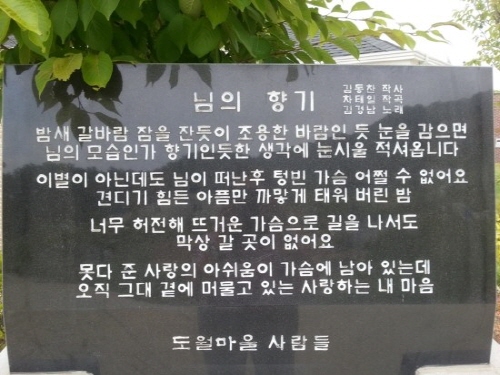 님의 향기
김동찬 작사
차태일 작곡
김경남 노래
밤새 갈바람 잠을 잔듯이 조용한 바람인 듯 눈을 감으면
님의 모습인가 향기인듯한 생각에 눈시울 적셔옵니다
이별이 아닌데도 님이 떠난후 텅빈 가슴 어쩔 수 없어요
견디기 힘든 아픔만 까맣게 태워 버린 밤
너무 허전해 뜨거운 가슴으로 길을 나서도
막상 갈 곳이 없어요
못다 준 사랑의 아쉬움이 가슴에 남아 있는데
오직 그대 곁에 머물고 있는 사랑하는 내 마음
도월마을 사람들